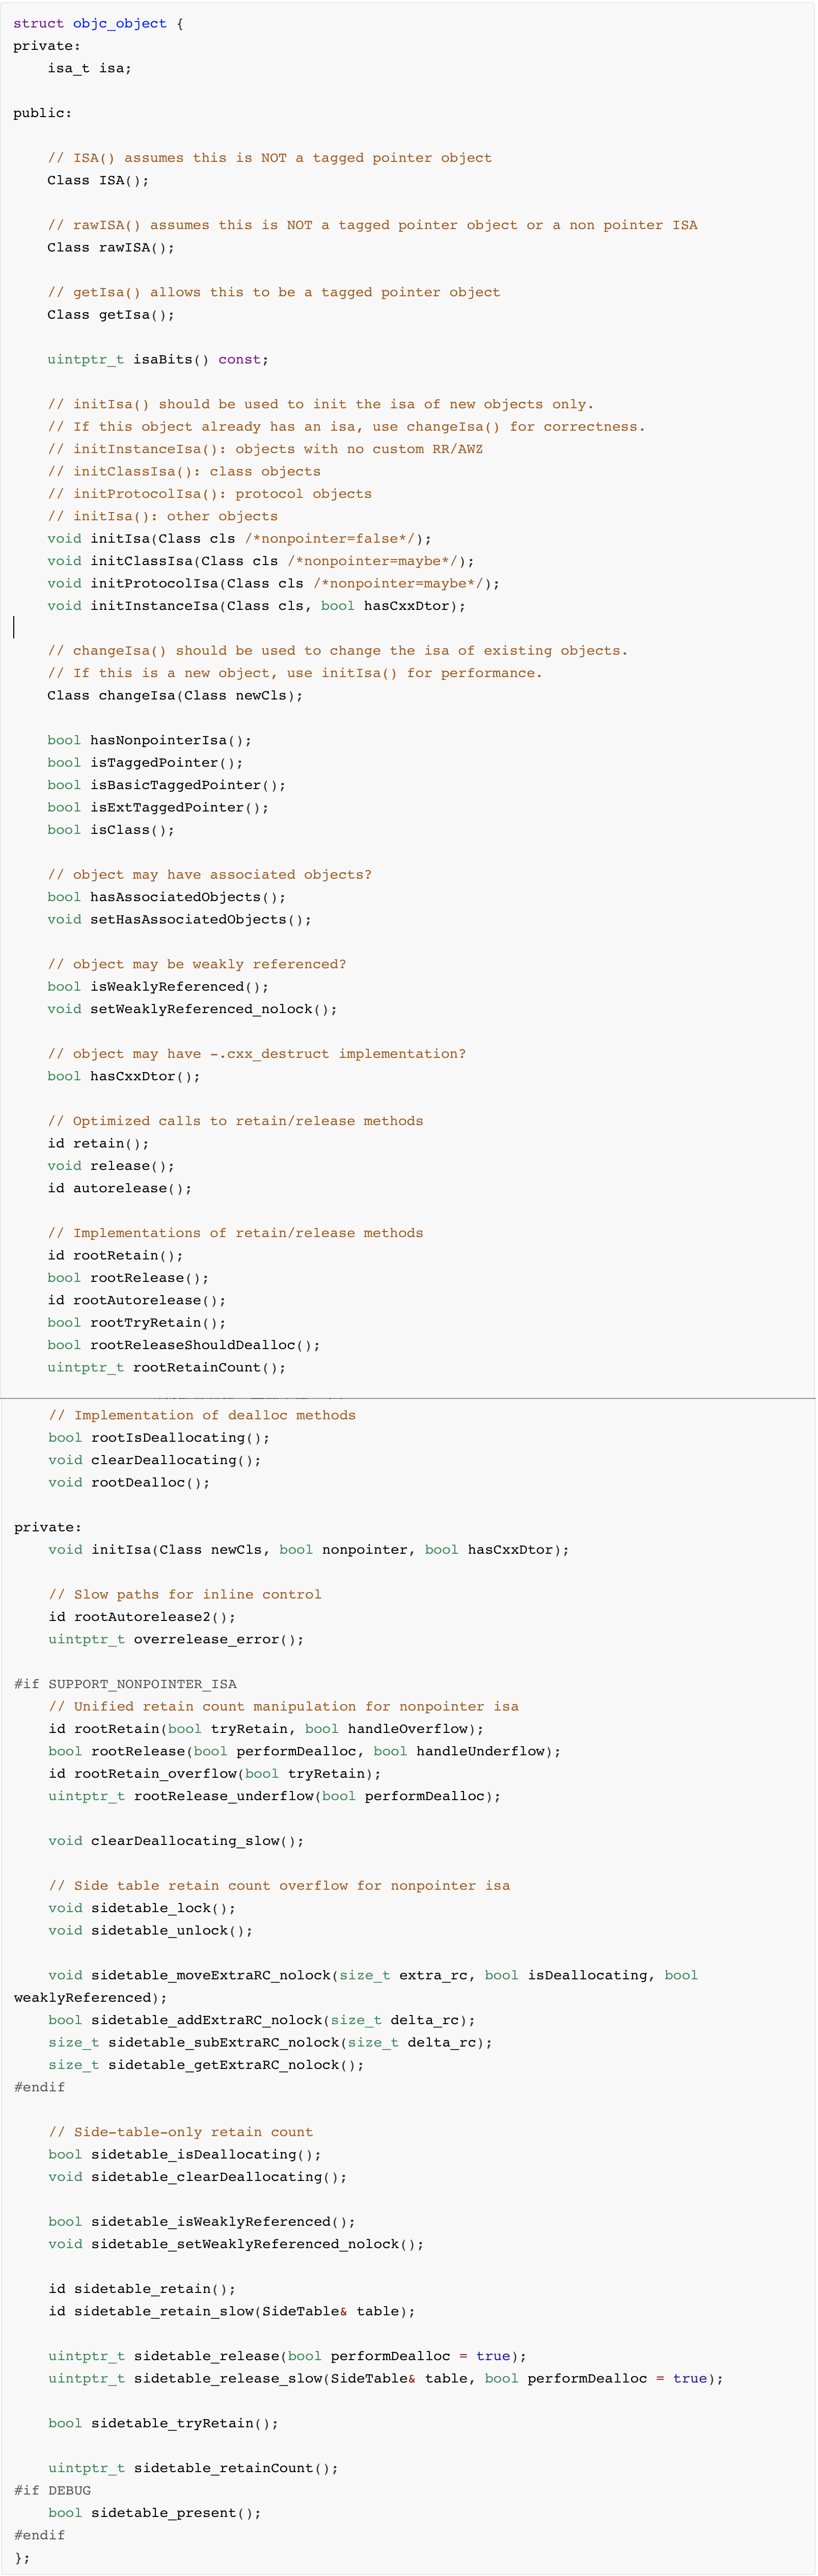 struct objc_object {
private:
    isa_t isa;

public:

    // ISA() assumes this is NOT a tagged pointer object
    Class ISA();

    // rawISA() assumes this is NOT a tagged pointer object or a non pointer ISA
    Class rawISA();

    // getIsa() allows this to be a tagged pointer object
    Class getIsa();

    uintptr_t isaBits() const;

    // initIsa() should be used to init the isa of new objects only.
    // If this object already has an isa, use changeIsa() for correctness.
    // initInstanceIsa(): objects with no custom RR/AWZ
    // initClassIsa(): class objects
    // initProtocolIsa(): protocol objects
    // initIsa(): other objects
    void initIsa(Class cls /*nonpointer=false*/);
    void initClassIsa(Class cls /*nonpointer=maybe*/);
    void initProtocolIsa(Class cls /*nonpointer=maybe*/);
    void initInstanceIsa(Class cls, bool hasCxxDtor);

    // changeIsa() should be used to change the isa of existing objects.
    // If this is a new object, use initIsa() for performance.
    Class changeIsa(Class newCls);

    bool hasNonpointerIsa();
    bool isTaggedPointer();
    bool isBasicTaggedPointer();
    bool isExtTaggedPointer();
    bool isClass();

    // object may have associated objects?
    bool hasAssociatedObjects();
    void setHasAssociatedObjects();

    // object may be weakly referenced?
    bool isWeaklyReferenced();
    void setWeaklyReferenced_nolock();

    // object may have -.cxx_destruct implementation?
    bool hasCxxDtor();

    // Optimized calls to retain/release methods
    id retain();
    void release();
    id autorelease();

    // Implementations of retain/release methods
    id rootRetain();
    bool rootRelease();
    id rootAutorelease();
    bool rootTryRetain();
    bool rootReleaseShouldDealloc();
    uintptr_t rootRetainCount();

    // Implementation of dealloc methods
    bool rootIsDeallocating();
    void clearDeallocating();
    void rootDealloc();

private:
    void initIsa(Class newCls, bool nonpointer, bool hasCxxDtor);

    // Slow paths for inline control
    id rootAutorelease2();
    uintptr_t overrelease_error();

#if SUPPORT_NONPOINTER_ISA
    // Unified retain count manipulation for nonpointer isa
    id rootRetain(bool tryRetain, bool handleOverflow);
    bool rootRelease(bool performDealloc, bool handleUnderflow);
    id rootRetain_overflow(bool tryRetain);
    uintptr_t rootRelease_underflow(bool performDealloc);

    void clearDeallocating_slow();

    // Side table retain count overflow for nonpointer isa
    void sidetable_lock();
    void sidetable_unlock();

    void sidetable_moveExtraRC_nolock(size_t extra_rc, bool isDeallocating, bool
weaklyReferenced);
    bool sidetable_addExtraRC_nolock(size_t delta_rc);
    size_t sidetable_subExtraRC_nolock(size_t delta_rc);
    size_t sidetable_getExtraRC_nolock();
#endif

    // Side-table-only retain count
    bool sidetable_isDeallocating();
    void sidetable_clearDeallocating();

    bool sidetable_isWeaklyReferenced();
    void sidetable_setWeaklyReferenced_nolock();

    id sidetable_retain();
    id sidetable_retain_slow(SideTable& table);

    uintptr_t sidetable_release(bool performDealloc = true);
    uintptr_t sidetable_release_slow(SideTable& table, bool performDealloc = true);

    bool sidetable_tryRetain();

    uintptr_t sidetable_retainCount();
#if DEBUG
    bool sidetable_present();
#endif
};